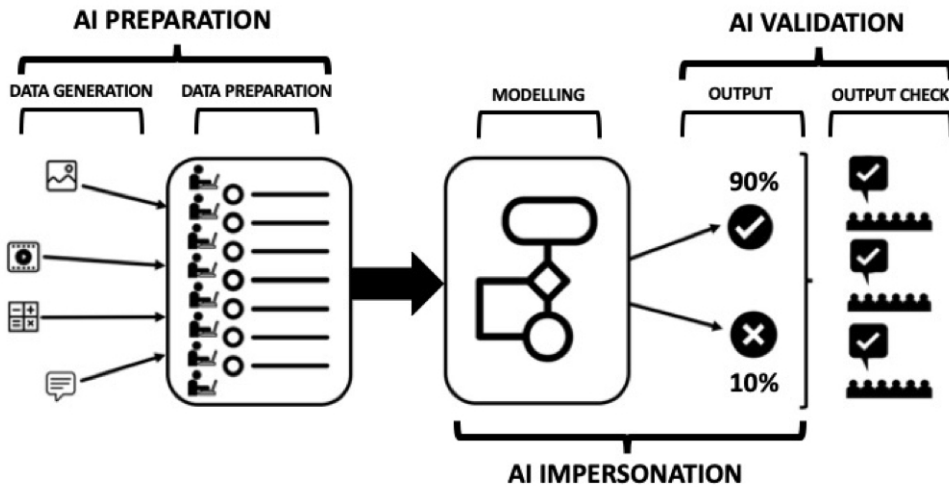 AI PREPARATION
AI VALIDATION
DATA GENERATION
DATA PREPARATION
MODELLING
OUTPUT
OUTPUT CHECK
90%
10%
AI IMPERSONATION